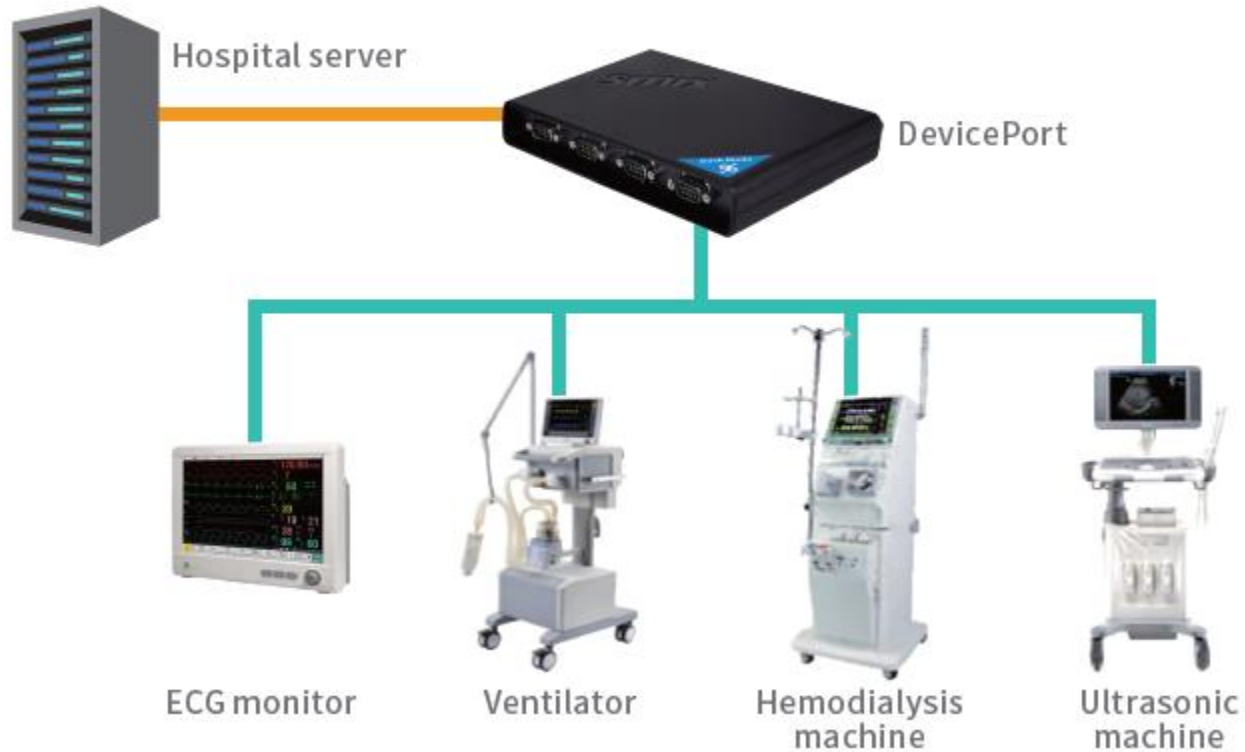 Hospital server
DevicePort
ECG monitor
Ventilator
Hemodialysis
machine
Ultrasonic
machine